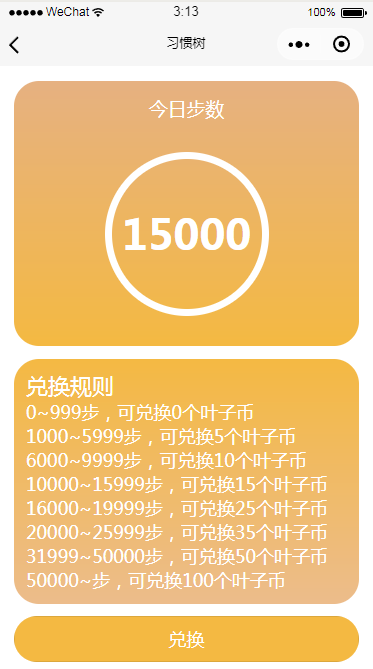 WeChat 3:13 100%
习惯树
今日步数
15000
兑换规则
0~999步，可兑换0个叶子币
1000~5999步，可兑换5个叶子币
6000~9999步，可兑换10个叶子币
10000~15999步，可兑换15个叶子币
16000~19999步，可兑换25个叶子币
20000~25999步，可兑换35个叶子币
31999~50000步，可兑换50个叶子币
50000~步，可兑换100个叶子币
兑换